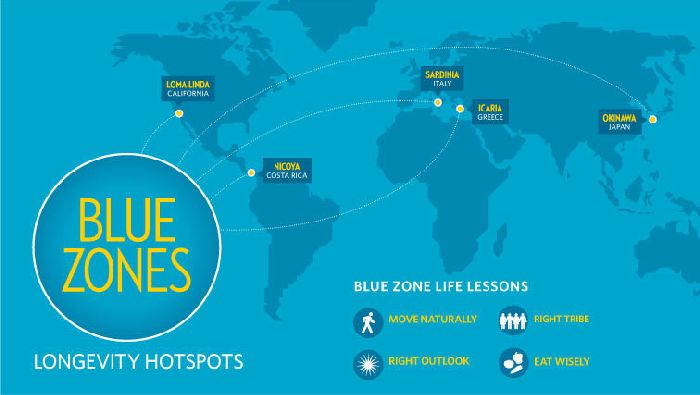 LOMA LINDA
CALIFORNIA
SARDINIA
ITALY
ICARIA
GREECE
OKINAWA
JAPAN
NICOYA
COSTA RICA
BLUE
ZONES
LONGEVITY HOTSPOTS
BLUE ZONE LIFE LESSONS
MOVE NATURALLY
RIGHT TRIBE
RIGHT OUTLOOK
EAT WISELY